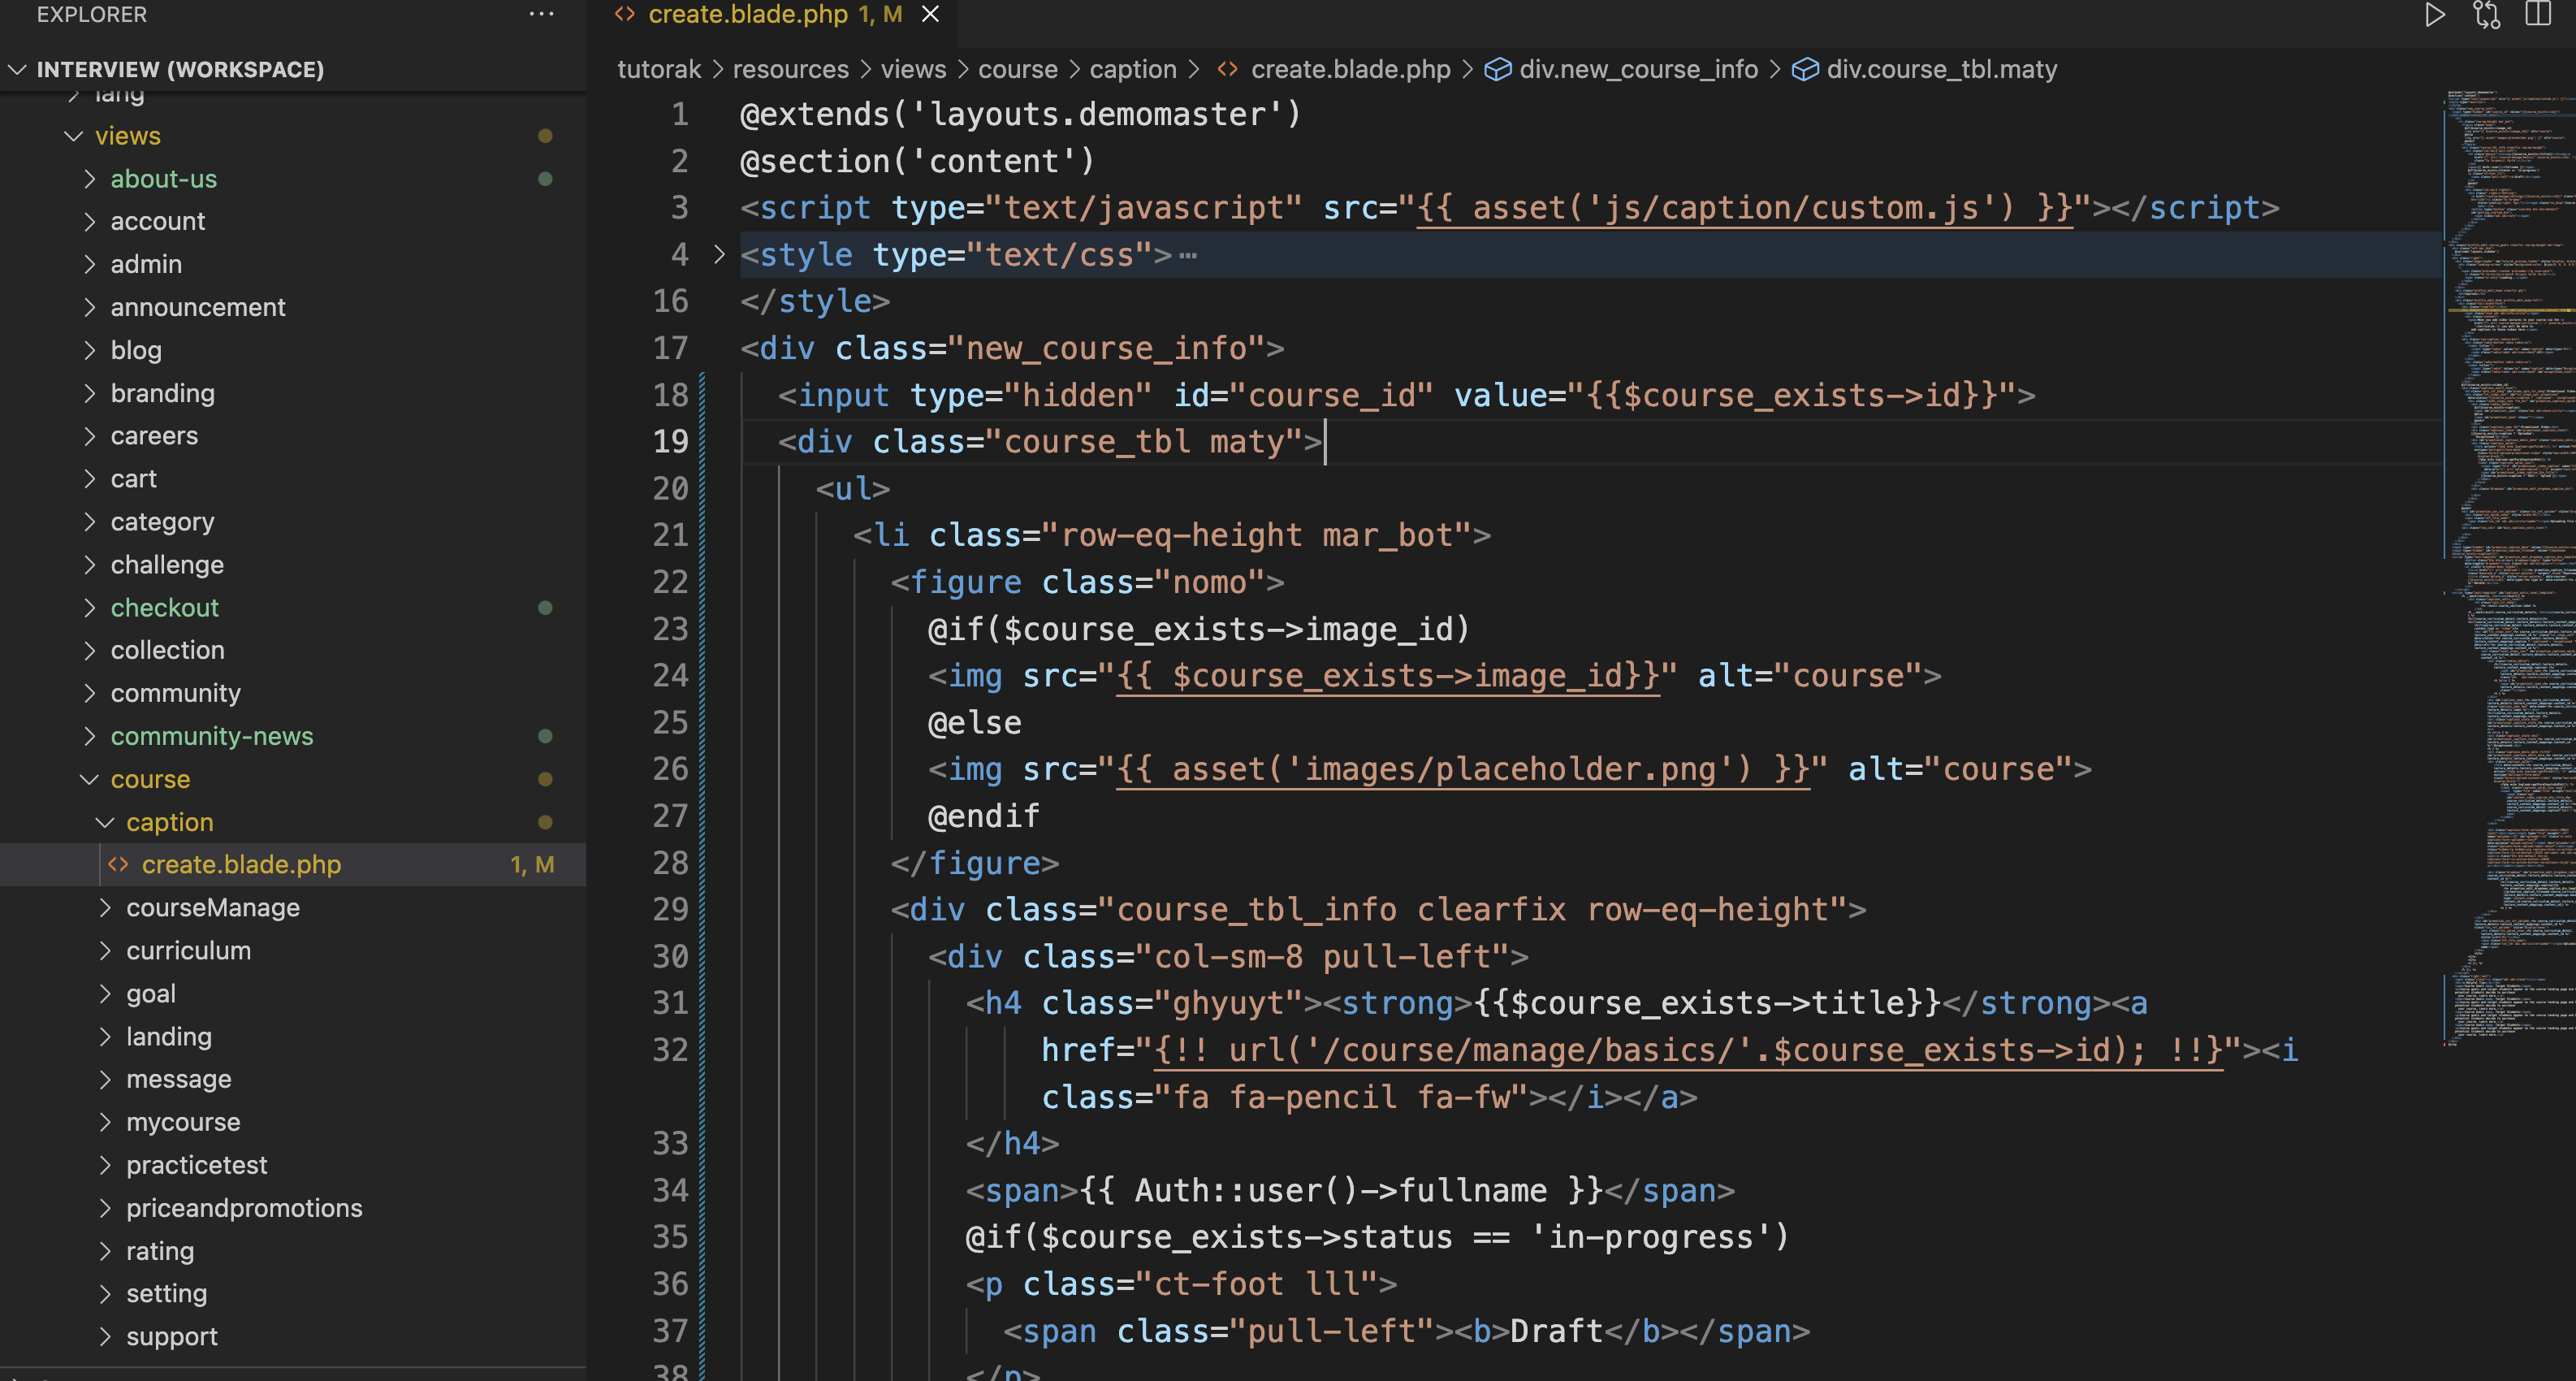 EXPLORER
INTERVIEW (WORKSPACE)
lang
views
about-us
account
admin
announcement
blog
branding
careers
cart
category
challenge
checkout
collection
community
community-news
course
caption
create.blade.php 1, M
courseManage
curriculum
goal
landing
message
mycourse
practicetest
priceandpromotions
rating
setting
support
create.blade.php 1, M
tutorak > resources > views > course > caption > create.blade.php > div.new_course_info > div.course_tbl.maty
1 @extends('layouts.demomaster')
2 @section('content')
3 <script type="text/javascript" src="{{ asset('js/caption/custom.js') }}"></script>
4 <style type="text/css">
16 </style>
17 <div class="new_course_info">
18 <input type="hidden" id="course_id" value="{{$course_exists->id}}">
19 <div class="course_tbl maty">
20 <ul>
21 <li class="row-eq-height mar_bot">
22 <figure class="nomo">
23 @if($course_exists->image_id)
24 <img src="{{ $course_exists->image_id}}" alt="course">
25 @else
26 <img src="{{ asset('images/placeholder.png') }}" alt="course">
27 @endif
28 </figure>
29 <div class="course_tbl_info clearfix row-eq-height">
30 <div class="col-sm-8 pull-left">
31 <h4 class="ghyuyt"><strong>{{$course_exists->title}}</strong><a
32 href="{!! url('/course/manage/basics/'.$course_exists->id); !!}"><i
class="fa fa-pencil fa-fw"></i></a>
33 </h4>
34 <span>{{ Auth::user()->fullname }}</span>
35 @if($course_exists->status == 'in-progress')
36 <p class="ct-foot lll">
37 <span class="pull-left"><b>Draft</b></span>
38 </p>